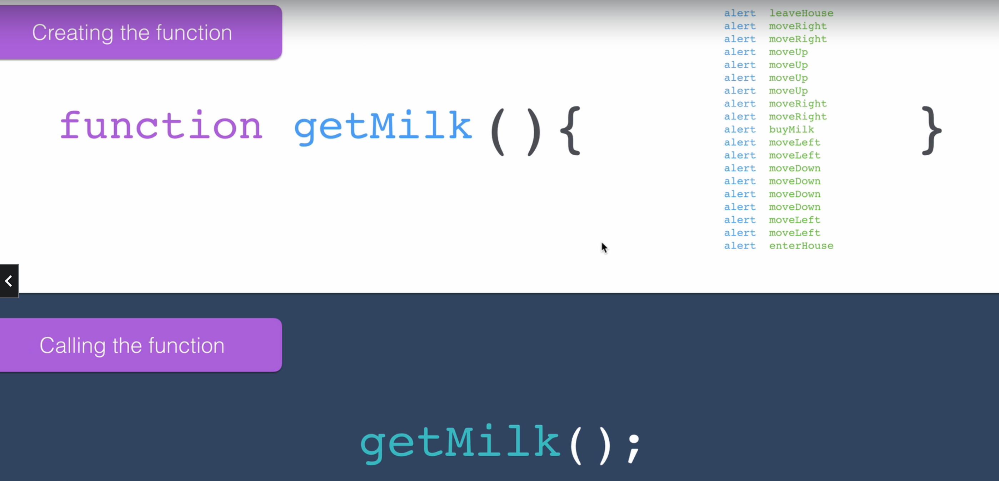 Creating the function
function getMilk(){
alert leaveHouse
alert moveRight
alert moveRight
alert moveUp
alert moveUp
alert moveUp
alert moveUp
alert moveRight
alert moveRight
alert buyMilk
alert moveLeft
alert moveLeft
alert moveDown
alert moveDown
alert moveDown
alert moveDown
alert moveLeft
alert moveLeft
alert enterHouse
}
Calling the function
getMilk();